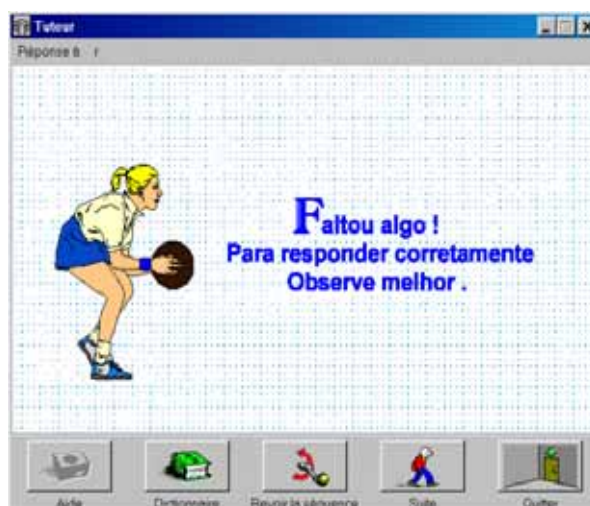 Tuteur
Réponse à r
Faltou algo !
Para responder corretamente
Observe melhor .
Aide
Dictionnaire
Revoir la séquence
Suite
Quitter